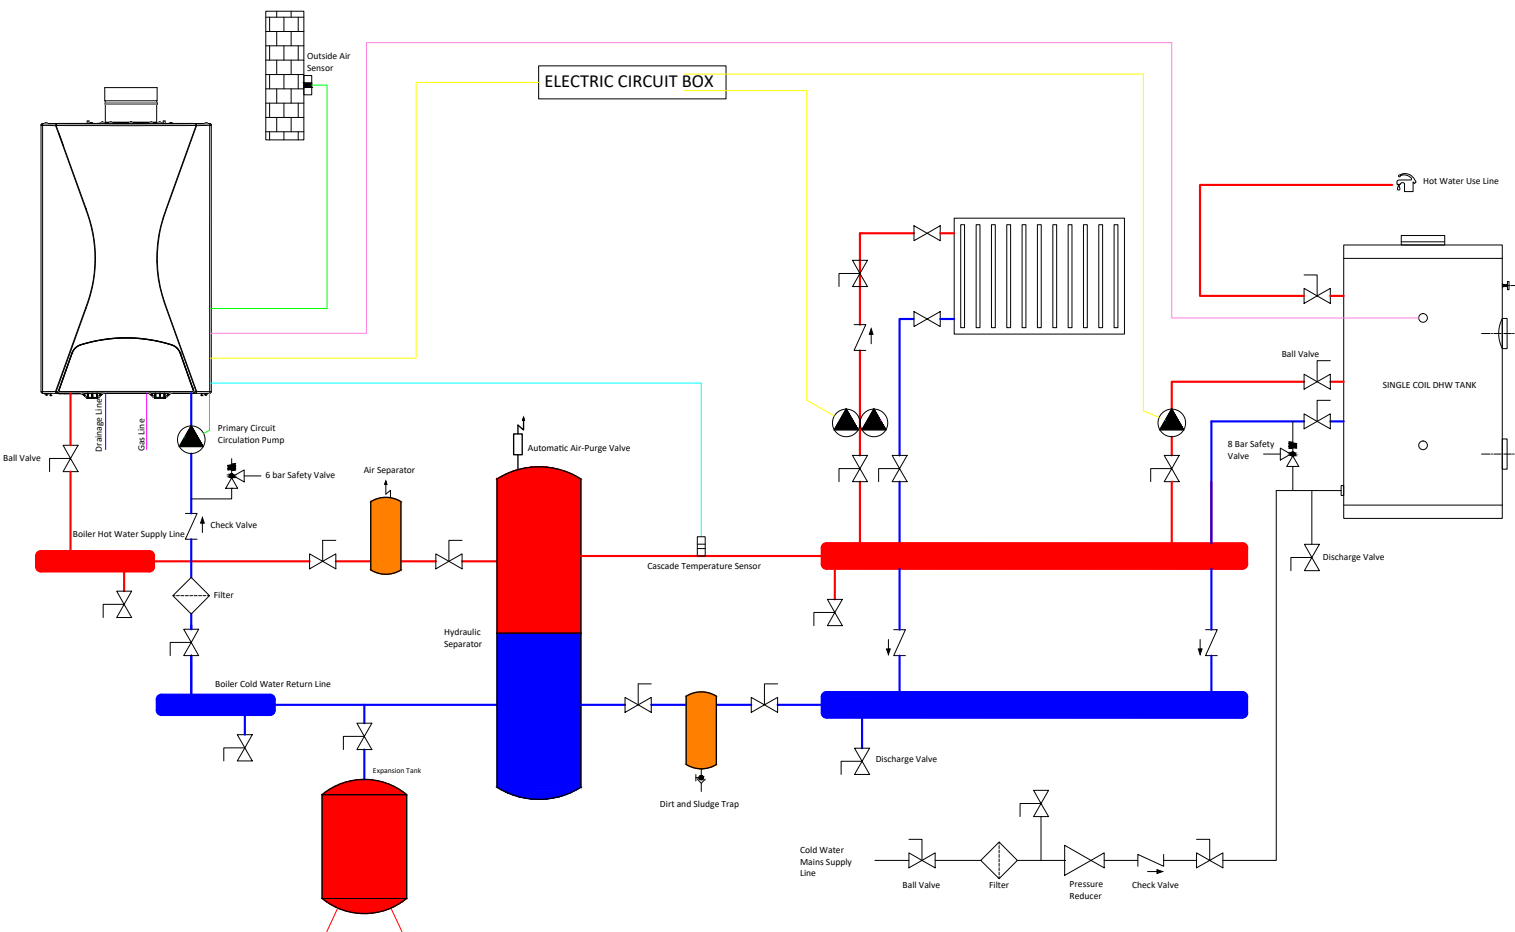 Outside Air
Sensor
ELECTRIC CIRCUIT BOX
Hot Water Use Line
Ball Valve
SINGLE COIL DHW TANK
Drainage Line
Gas Line
Primary Circuit
Circulation Pump
Ball Valve
6 bar Safety Valve
Air Separator
Automatic Air-Purge Valve
8 Bar Safety
Valve
Boiler Hot Water Supply Line
Check Valve
Cascade Temperature Sensor
Discharge Valve
Filter
Hydraulic
Separator
Boiler Cold Water Return Line
Expansion Tank
Dirt and Sludge Trap
Discharge Valve
Cold Water
Mains Supply
Line
Ball Valve
Filter
Pressure
Reducer
Check Valve